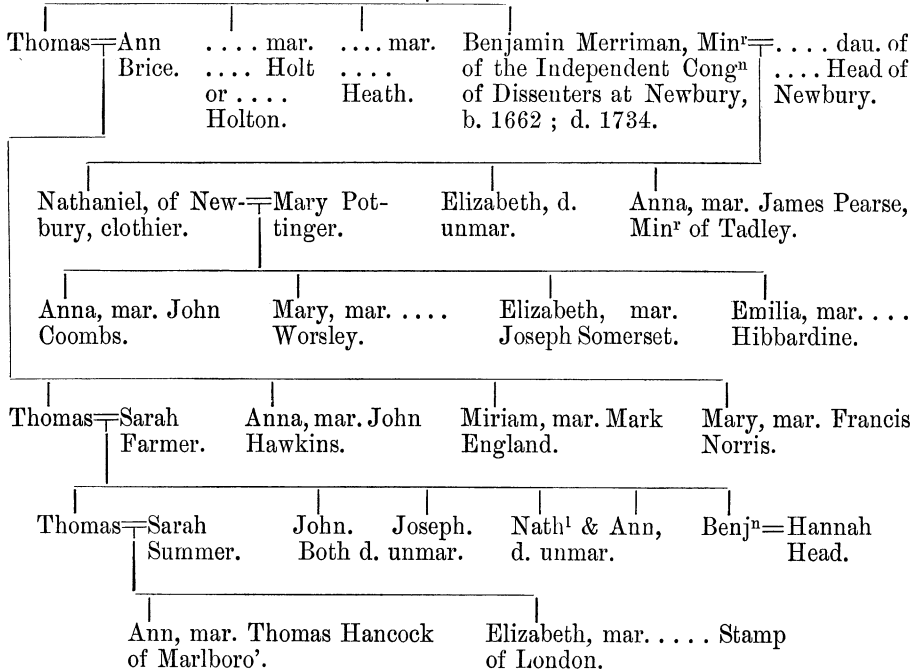 Thomas=Ann Brice.
.... mar. .... Holt or .... Holton.
.... mar. .... Heath.
Benjamin Merriman, Minʳ of the Independent Congⁿ of Dissenters at Newbury, b. 1662 ; d. 1734.=.... dau. of .... Head of Newbury.
Nathaniel, of New-
bury, clothier.
=Mary Pot-
tinger.
Elizabeth, d.
unmar.
Anna, mar. James Pearse,
Minʳ of Tadley.
Anna, mar. John
Coombs.
Mary, mar. ....
Worsley.
Elizabeth, mar.
Joseph Somerset.
Emilia, mar. ....
Hibbardine.
Thomas=Sarah
Farmer.
Anna, mar. John
Hawkins.
Miriam, mar. Mark
England.
Mary, mar. Francis
Norris.
Thomas=Sarah
Summer.
John. Joseph.
Both d. unmar.
Nathˡ & Ann,
d. unmar.
Benjⁿ=Hannah
Head.
Ann, mar. Thomas Hancock
of Marlboro'.
Elizabeth, mar..... Stamp
of London.